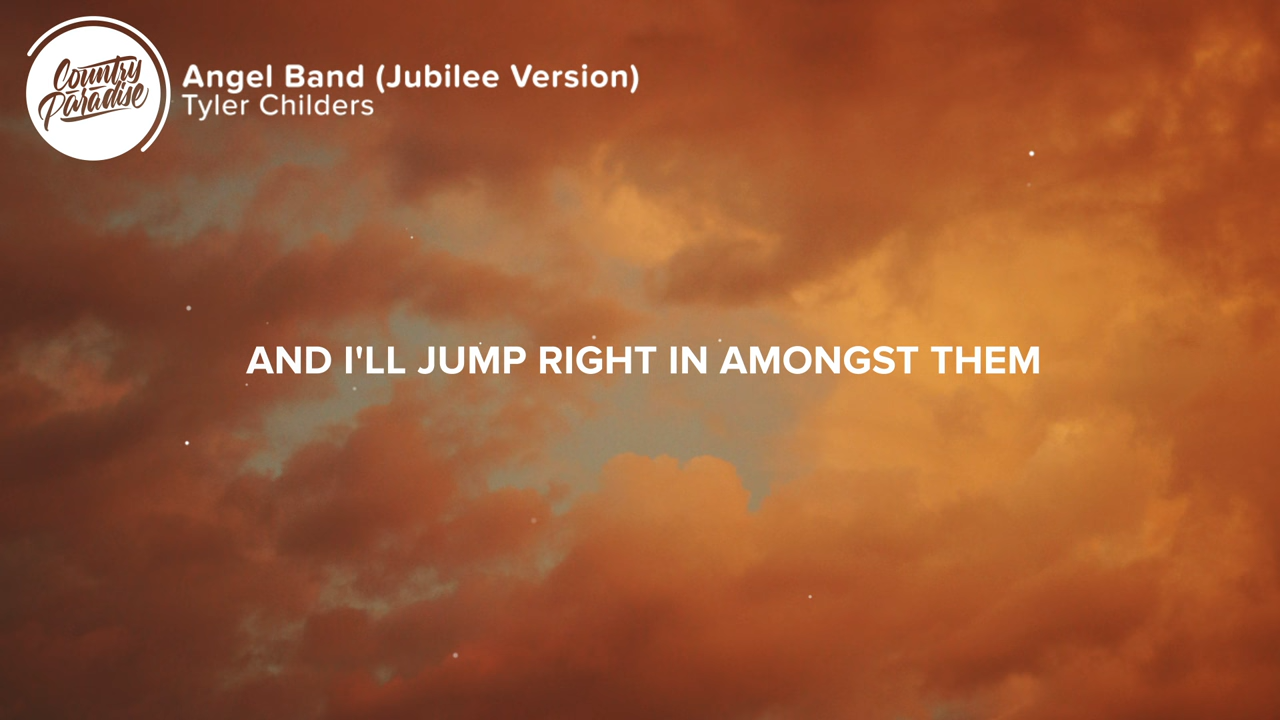 Country
Paradise
Angel Band (Jubilee Version)
Tyler Childers
AND I'LL JUMP RIGHT IN AMONGST THEM